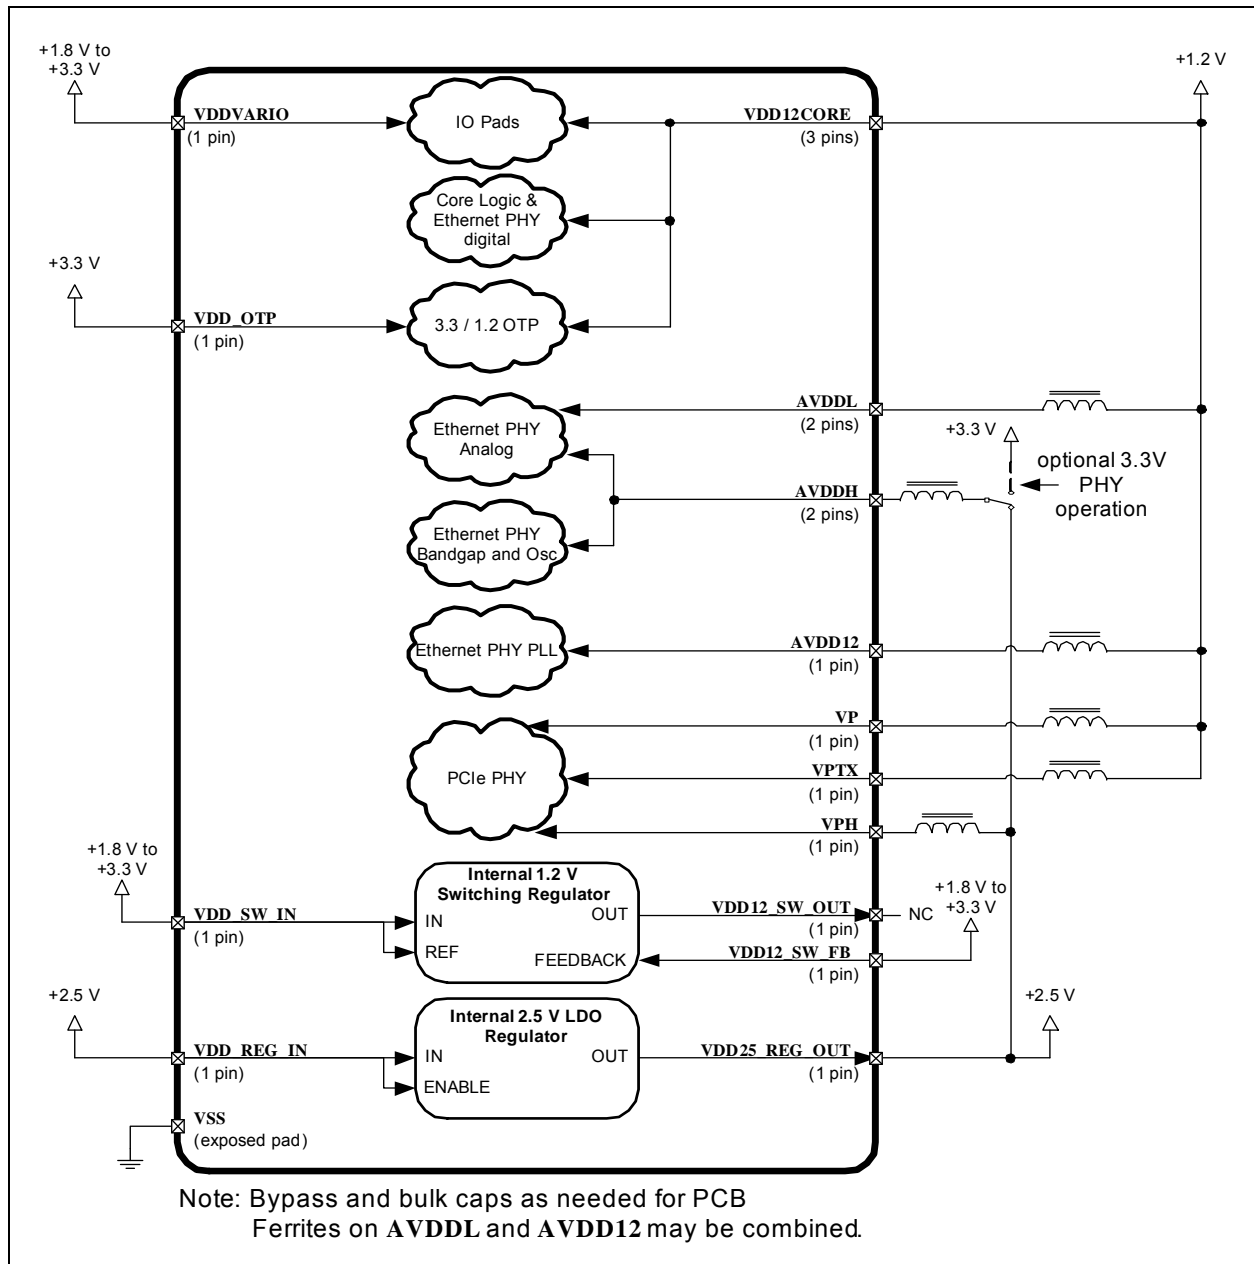 +1.8 V to
+3.3 V
+1.2 V
VDDVARIO
(1 pin)
IO Pads
VDD12CORE
(3 pins)
Core Logic &
Ethernet PHY
digital
+3.3 V
VDD_OTP
(1 pin)
3.3 / 1.2 OTP
AVDDL
(2 pins)
Ethernet PHY
Analog
+3.3 V
optional 3.3V
PHY
operation
AVDDH
(2 pins)
Ethernet PHY
Bandgap and Osc
Ethernet PHY PLL
AVDD12
(1 pin)
VP
(1 pin)
PCIe PHY
VPTX
(1 pin)
VPH
(1 pin)
+1.8 V to
+3.3 V
Internal 1.2 V
Switching Regulator
VDD_SW_IN
(1 pin)
IN
REF
OUT
FEEDBACK
VDD12_SW_OUT
(1 pin)
NC
+1.8 V to
+3.3 V
VDD12_SW_FB
(1 pin)
+2.5 V
Internal 2.5 V LDO
Regulator
+2.5 V
VDD_REG_IN
(1 pin)
IN
ENABLE
OUT
VDD25_REG_OUT
(1 pin)
VSS
(exposed pad)
Note: Bypass and bulk caps as needed for PCB
Ferrites on AVDDL and AVDD12 may be combined.